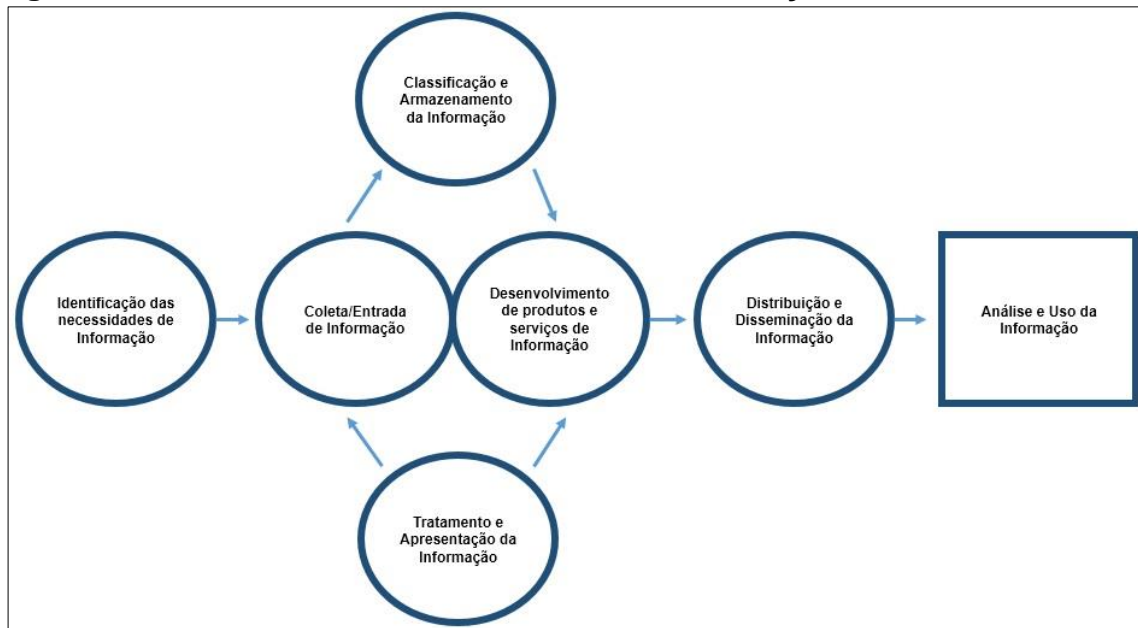 Classificação e
Armazenamento
da Informação
Identificação das
necessidades de
Informação
Coleta/Entrada
de Informação
Desenvolvimento
de produtos e
serviços de
Informação
Distribuição e
Disseminação da
Informação
Análise e Uso da
Informação
Tratamento e
Apresentação da
Informação